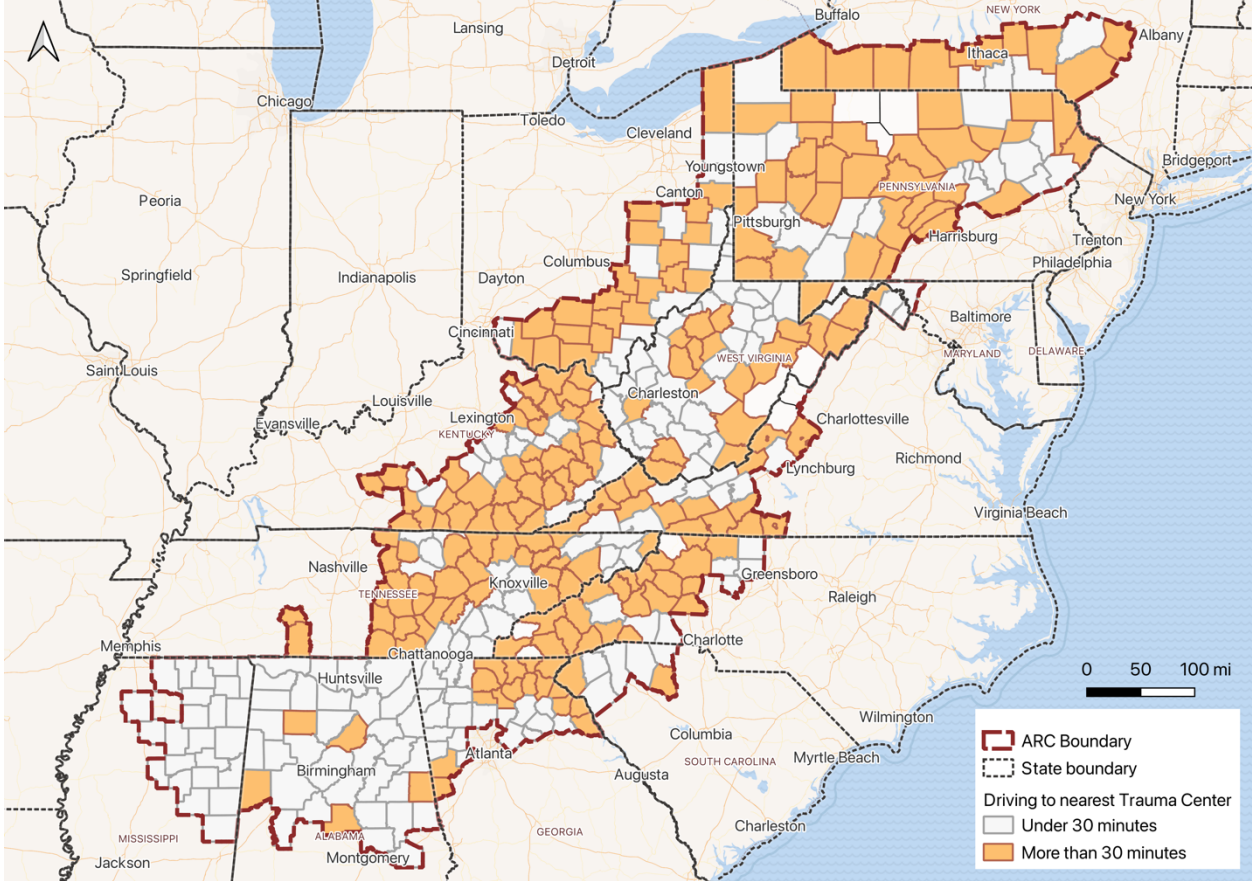 NEW YORK
Buffalo
Lansing
Albany
Ithaca
Detroit
Chicago
Toledo
Cleveland
Bridgeport
Youngstown
PENNSYLVANIA
Canton
Peoria
New York
Pittsburgh
Harrisburg
Trenton
Columbus
Philadelphia
Springfield
Indianapolis
Dayton
Baltimore
Cincinnati
MARYLAND
DELAWARE
WEST VIRGINIA
Saint Louis
Charleston
Louisville
Lexington
Charlottesville
Evansville
KENTUCKY
Richmond
Lynchburg
Virginia Beach
Nashville
Greensboro
Knoxville
TENNESSEE
Raleigh
Charlotte
Memphis
Chattanooga
0 50 100 mi
Huntsville
Wilmington
Columbia
ARC Boundary
Atlanta
Myrtle Beach
SOUTH CAROLINA
State boundary
Birmingham
Augusta
Driving to nearest Trauma Center
Under 30 minutes
Charleston
GEORGIA
MISSISSIPPI
ALABAMA
More than 30 minutes
Montgomery
Jackson